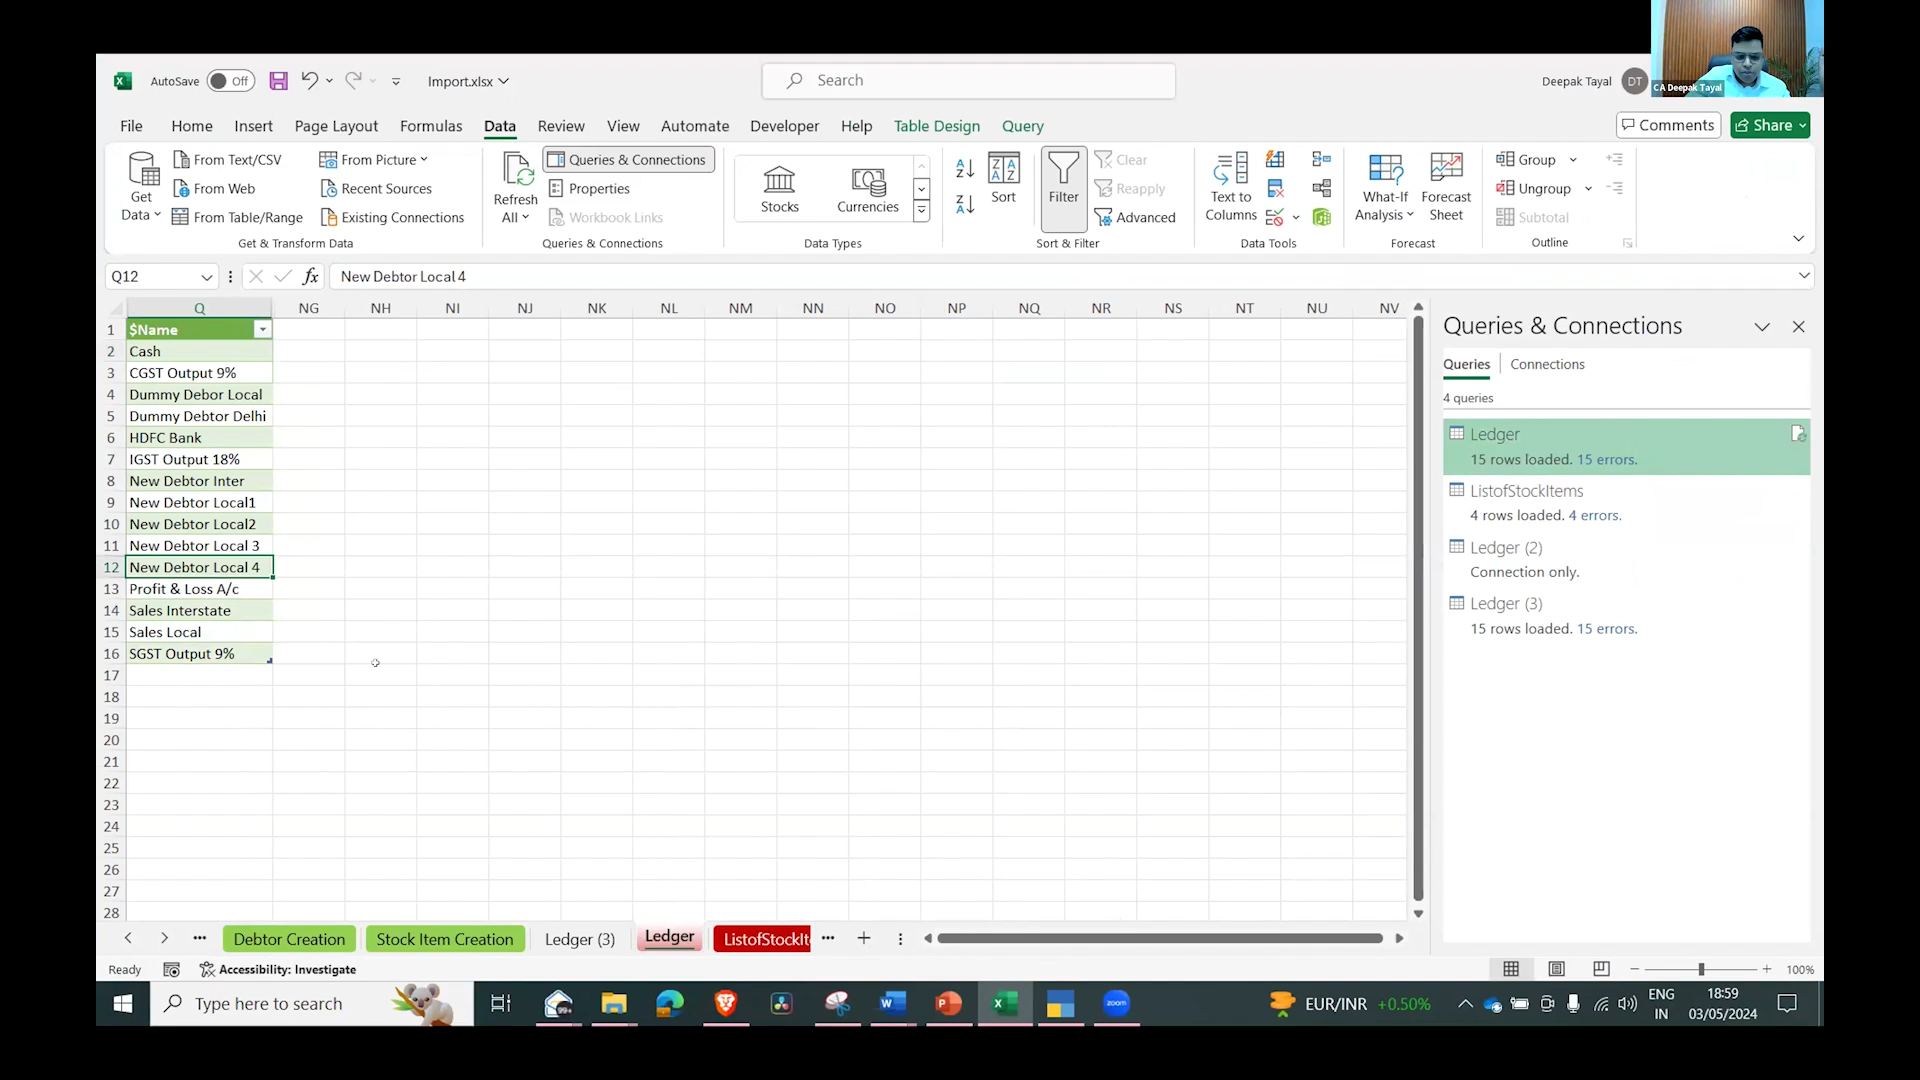 AutoSave Off Import.xlsx Search Deepak Tayal DT CA Deepak Tayal
File Home Insert Page Layout Formulas Data Review View Automate Developer Help Table Design Query Comments Share
Get Data
From Text/CSV
From Web
From Table/Range
From Picture
Recent Sources
Existing Connections
Get & Transform Data
Refresh All
Queries & Connections
Properties
Workbook Links
Queries & Connections
Stocks
Currencies
Data Types
Sort
Filter
Clear
Reapply
Advanced
Sort & Filter
Text to Columns
Data Tools
What-If Analysis
Forecast Sheet
Forecast
Group
Ungroup
Subtotal
Outline
Q12 fx New Debtor Local 4
Q NG NH NI NJ NK NL NM NN NO NP NQ NR NS NT NU NV
1 $Name
2 Cash
3 CGST Output 9%
4 Dummy Debor Local
5 Dummy Debtor Delhi
6 HDFC Bank
7 IGST Output 18%
8 New Debtor Inter
9 New Debtor Local1
10 New Debtor Local2
11 New Debtor Local 3
12 New Debtor Local 4
13 Profit & Loss A/c
14 Sales Interstate
15 Sales Local
16 SGST Output 9%
17
18
19
20
21
22
23
24
25
26
27
28
Queries & Connections
Queries Connections
4 queries
Ledger
15 rows loaded. 15 errors.
ListofStockItems
4 rows loaded. 4 errors.
Ledger (2)
Connection only.
Ledger (3)
15 rows loaded. 15 errors.
Debtor Creation Stock Item Creation Ledger (3) Ledger ListofStockIt
Ready Accessibility: Investigate 100%
Type here to search 99+ zoom EUR/INR +0.50% ENG IN 18:59 03/05/2024